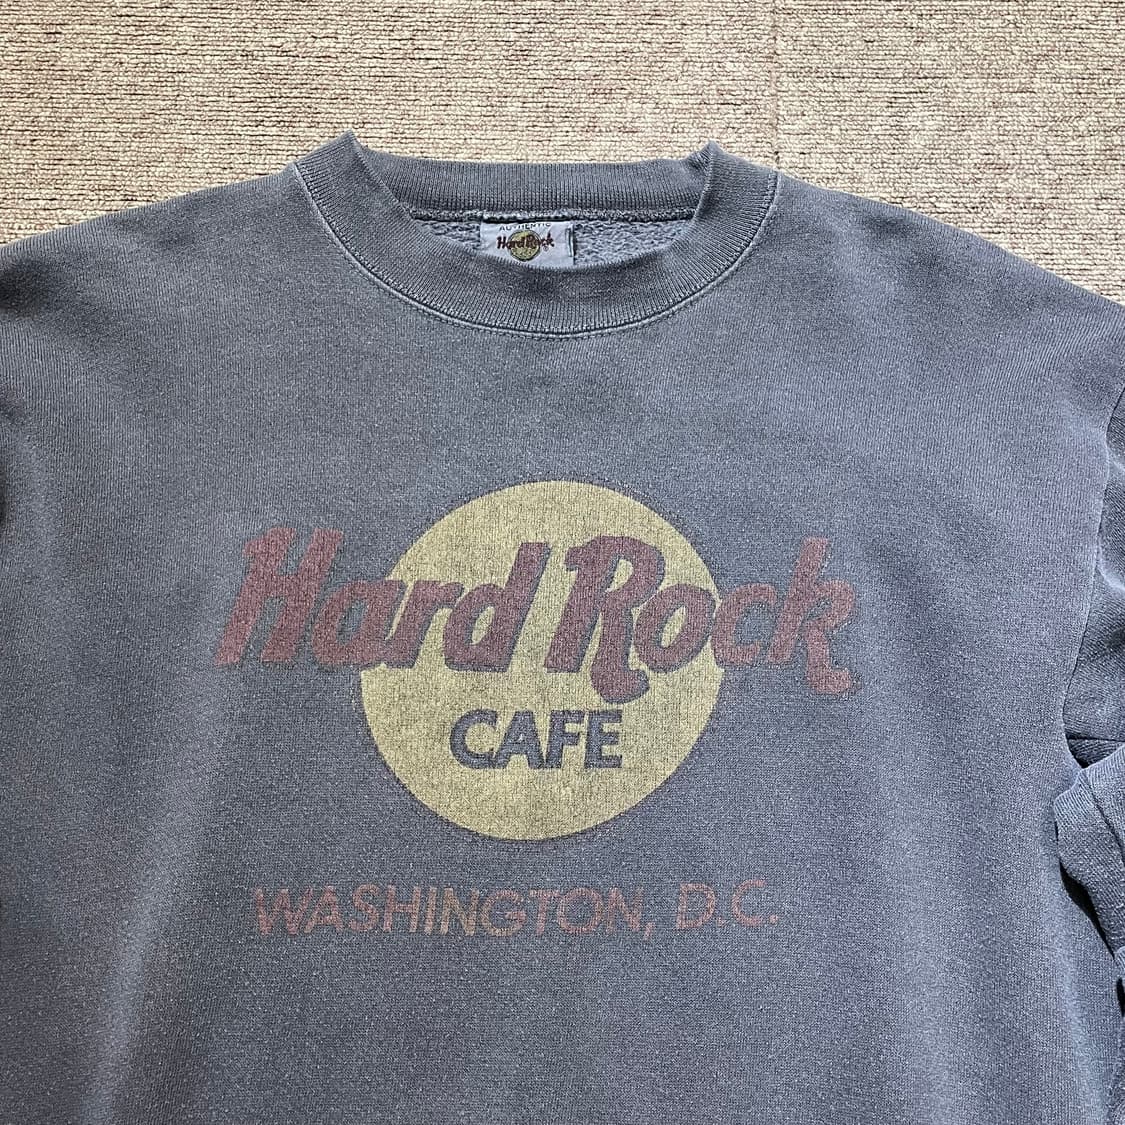 AUTHENTIC
Hard Rock
Hard Rock
CAFE
WASHINGTON, D.C.